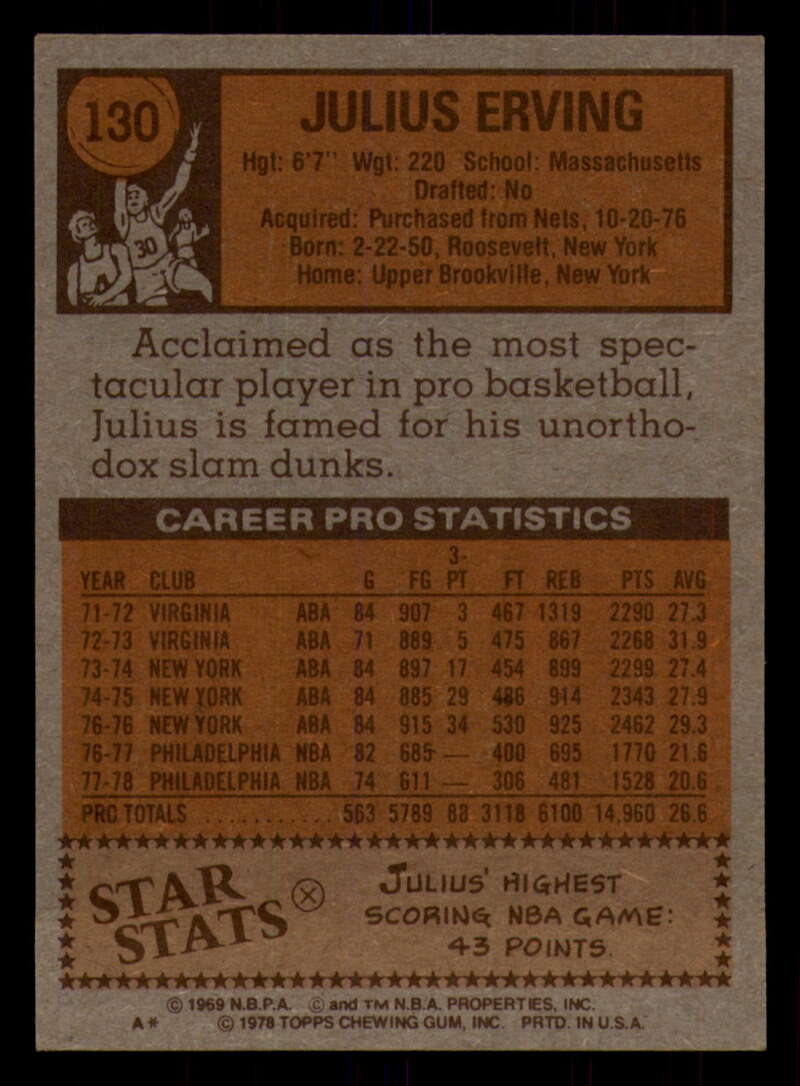 130
JULIUS ERVING
Hgt: 6'7" Wgt: 220 School: Massachusetts
Drafted: No
Acquired: Purchased from Nets, 10-20-76
Born: 2-22-50, Roosevelt, New York
Home: Upper Brookville, New York
30
Acclaimed as the most spec-
tacular player in pro basketball,
Julius is famed for his unortho-
dox slam dunks.
CAREER PRO STATISTICS
3-
YEAR CLUB G FG PT FT REB PTS AVG
71-72 VIRGINIA ABA 84 907 3 467 1319 2290 27.3
72-73 VIRGINIA ABA 71 889 5 475 867 2268 31.9
73-74 NEW YORK ABA 84 897 17 454 899 2299 27.4
74-75 NEW YORK ABA 84 885 29 486 914 2343 27.9
76-76 NEW YORK ABA 84 915 34 530 925 2462 29.3
76-77 PHILADELPHIA NBA 82 685 — 400 695 1770 21.6
77-78 PHILADELPHIA NBA 74 611 — 306 481 1528 20.6
PRO TOTALS ............ 563 5789 88 3118 6100 14,960 26.6
STAR
STATS
JULIUS' HIGHEST
SCORING NBA GAME:
43 POINTS.
© 1969 N.B.P.A. © and TM N.B.A. PROPERTIES, INC.
A* © 1978 TOPPS CHEWING GUM, INC. PRTD. IN U.S.A.